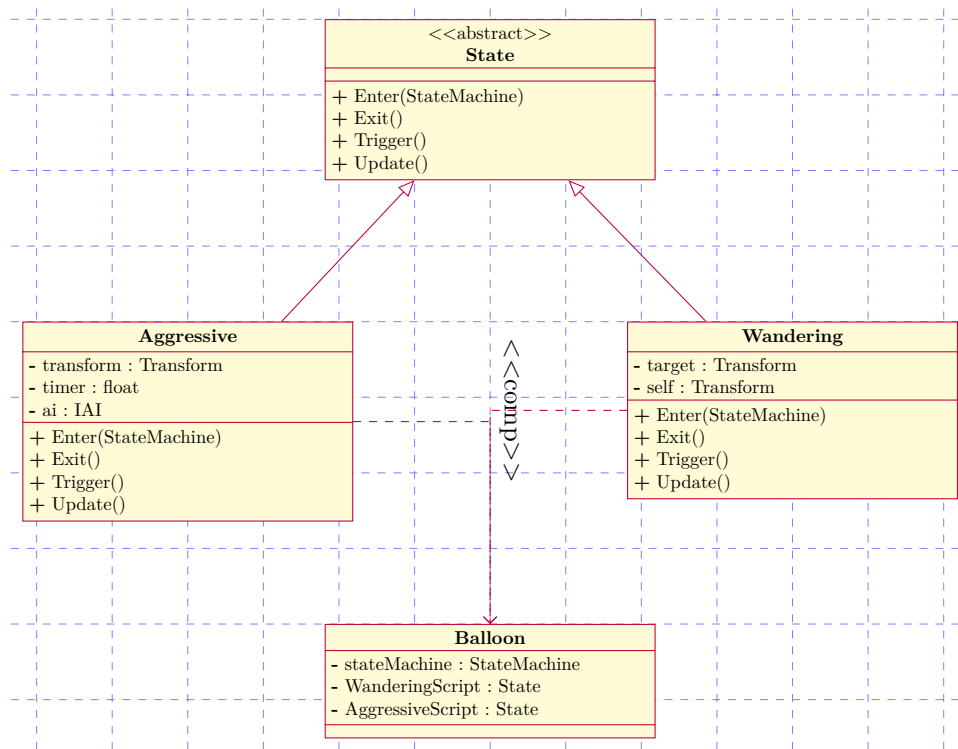 <<abstract>>
State
+ Enter(StateMachine)
+ Exit()
+ Trigger()
+ Update()
Aggressive
- transform : Transform
- timer : float
- ai : IAI
+ Enter(StateMachine)
+ Exit()
+ Trigger()
+ Update()
<<comp>>
Wandering
- target : Transform
- self : Transform
+ Enter(StateMachine)
+ Exit()
+ Trigger()
+ Update()
Balloon
- stateMachine : StateMachine
- WanderingScript : State
- AggressiveScript : State